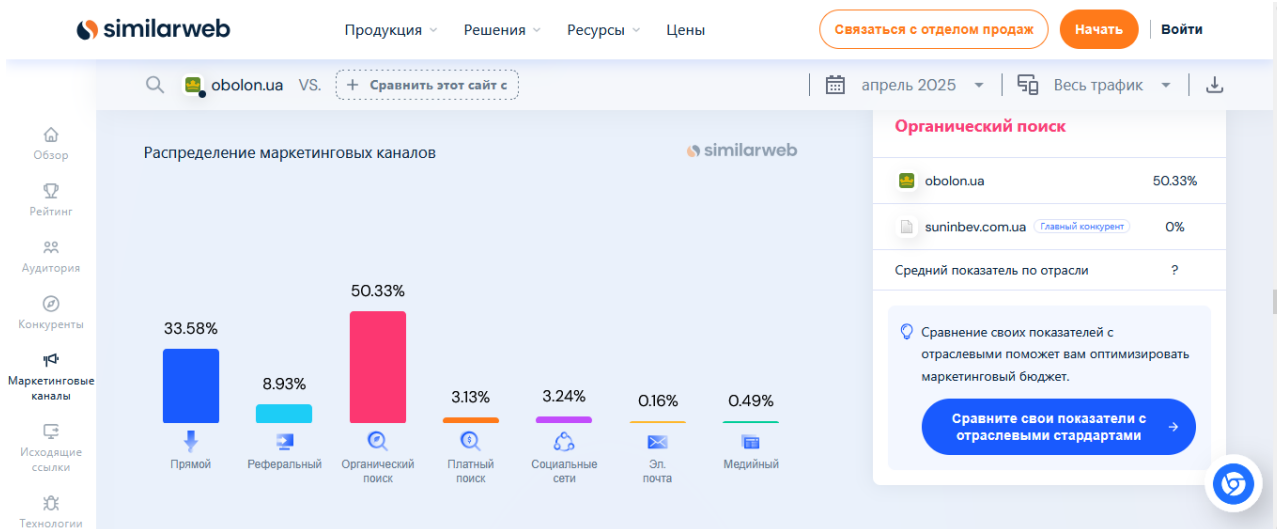 similarweb
Продукция
Решения
Ресурсы
Цены
Связаться с отделом продаж
Начать
Войти
obolon.ua VS. + Сравнить этот сайт с
апрель 2025
Весь трафик
Обзор
Рейтинг
Аудитория
Конкуренты
Маркетинговые
каналы
Исходящие
ссылки
Технологии
Распределение маркетинговых каналов
similarweb
33.58%
8.93%
50.33%
3.13%
3.24%
0.16%
0.49%
Прямой
Реферальный
Органический
поиск
Платный
поиск
Социальные
сети
Эл.
почта
Медийный
Органический поиск
obolon.ua 50.33%
suninbev.com.ua Главный конкурент 0%
Средний показатель по отрасли ?
Сравнение своих показателей с
отраслевыми поможет вам оптимизировать
маркетинговый бюджет.
Сравните свои показатели с
отраслевыми стардартами